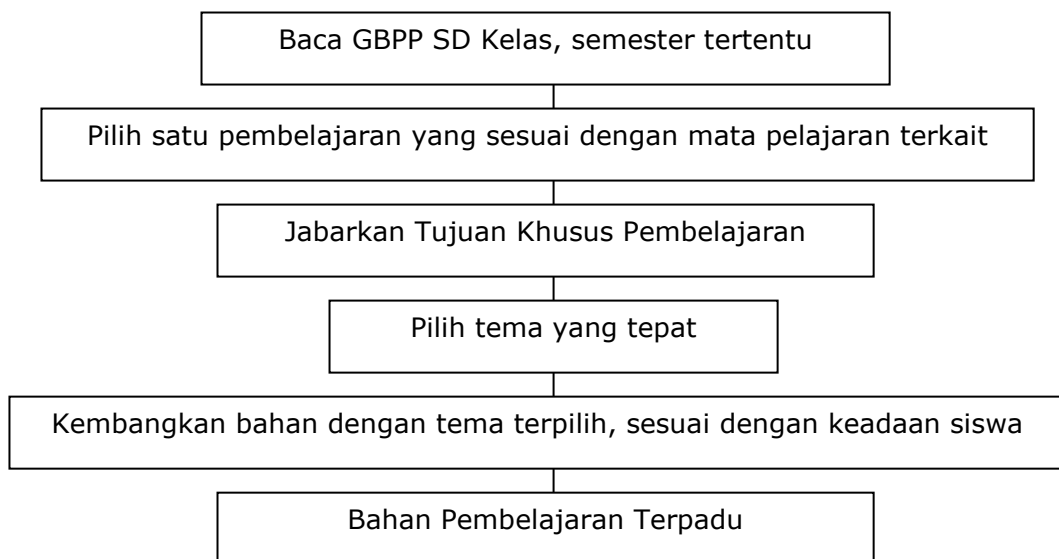 Baca GBPP SD Kelas, semester tertentu
Pilih satu pembelajaran yang sesuai dengan mata pelajaran terkait
Jabarkan Tujuan Khusus Pembelajaran
Pilih tema yang tepat
Kembangkan bahan dengan tema terpilih, sesuai dengan keadaan siswa
Bahan Pembelajaran Terpadu